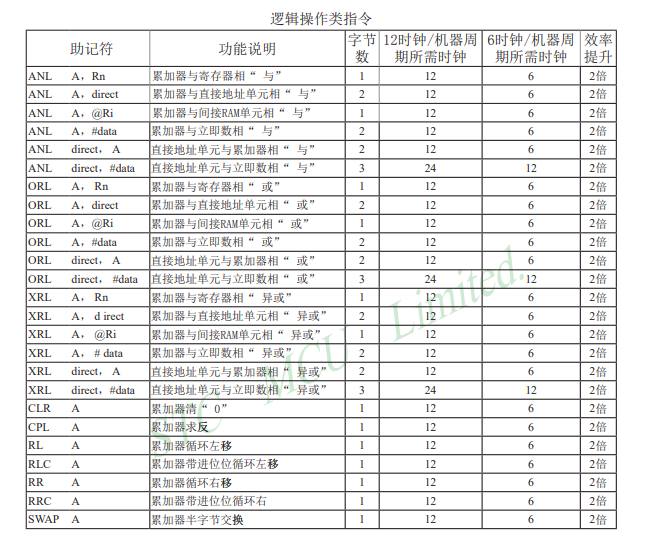 逻辑操作类指令
助记符 功能说明 字节数 12时钟/机器周期所需时钟 6时钟/机器周期所需时钟 效率提升
ANL A，Rn 累加器与寄存器相“ 与” 1 12 6 2倍
ANL A，direct 累加器与直接地址单元相“ 与” 2 12 6 2倍
ANL A，@Ri 累加器与间接RAM单元相“ 与” 1 12 6 2倍
ANL A，#data 累加器与立即数相“ 与” 2 12 6 2倍
ANL direct，A 直接地址单元与累加器相“ 与” 2 12 6 2倍
ANL direct，#data 直接地址单元与立即数相“ 与” 3 24 12 2倍
ORL A， Rn 累加器与寄存器相“ 或” 1 12 6 2倍
ORL A，direct 累加器与直接地址单元相“ 或” 2 12 6 2倍
ORL A，@Ri 累加器与间接RAM单元相“ 或” 1 12 6 2倍
ORL A，#data 累加器与立即数相“ 或” 2 12 6 2倍
ORL direct，A 直接地址单元与累加器相“ 或” 2 12 6 2倍
ORL direct， #data 直接地址单元与立即数相“ 或” 3 24 12 2倍
XRL A， Rn 累加器与寄存器相“ 异或” 1 12 6 2倍
XRL A， d irect 累加器与直接地址单元相“ 异或” 2 12 6 2倍
XRL A， @Ri 累加器与间接RAM单元相“ 异或” 1 12 6 2倍
XRL A， # data 累加器与立即数相“ 异或” 2 12 6 2倍
XRL direct， A 直接地址单元与累加器相“ 异或” 2 12 6 2倍
XRL direct，#data 直接地址单元与立即数相“ 异或” 3 24 12 2倍
CLR A 累加器清“ 0” 1 12 6 2倍
CPL A 累加器求反 1 12 6 2倍
RL A 累加器循环左移 1 12 6 2倍
RLC A 累加器带进位位循环左移 1 12 6 2倍
RR A 累加器循环右移 1 12 6 2倍
RRC A 累加器带进位位循环右 1 12 6 2倍
SWAP A 累加器半字节交换 1 12 6 2倍
STC MCU Limited.